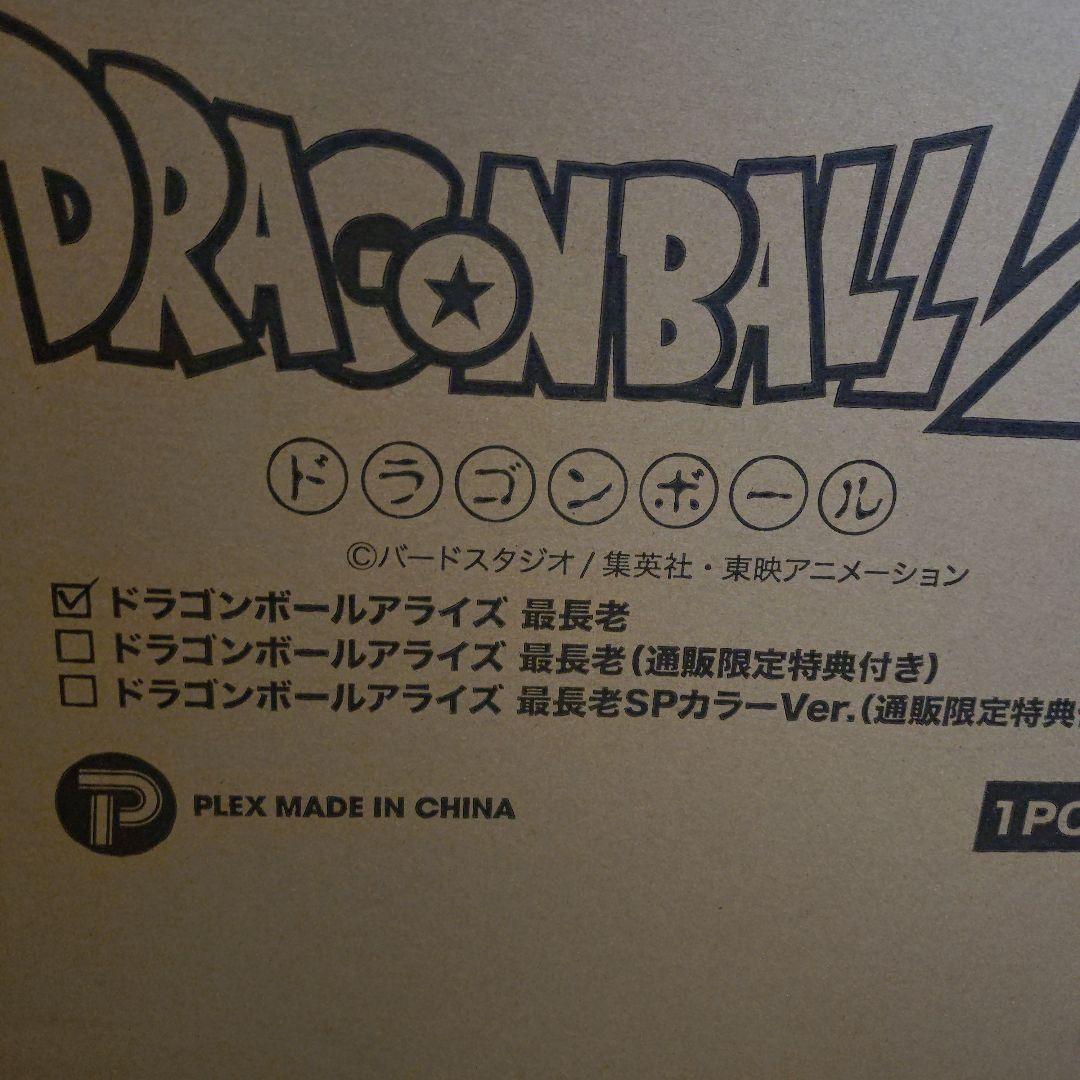 DRAGONBALL Z
ドラゴンボール
©バードスタジオ / 集英社・東映アニメーション
☑ ドラゴンボールアライズ 最長老
☐ ドラゴンボールアライズ 最長老(通販限定特典付き)
☐ ドラゴンボールアライズ 最長老SPカラーVer.(通販限定特典
PLEX MADE IN CHINA
1PC